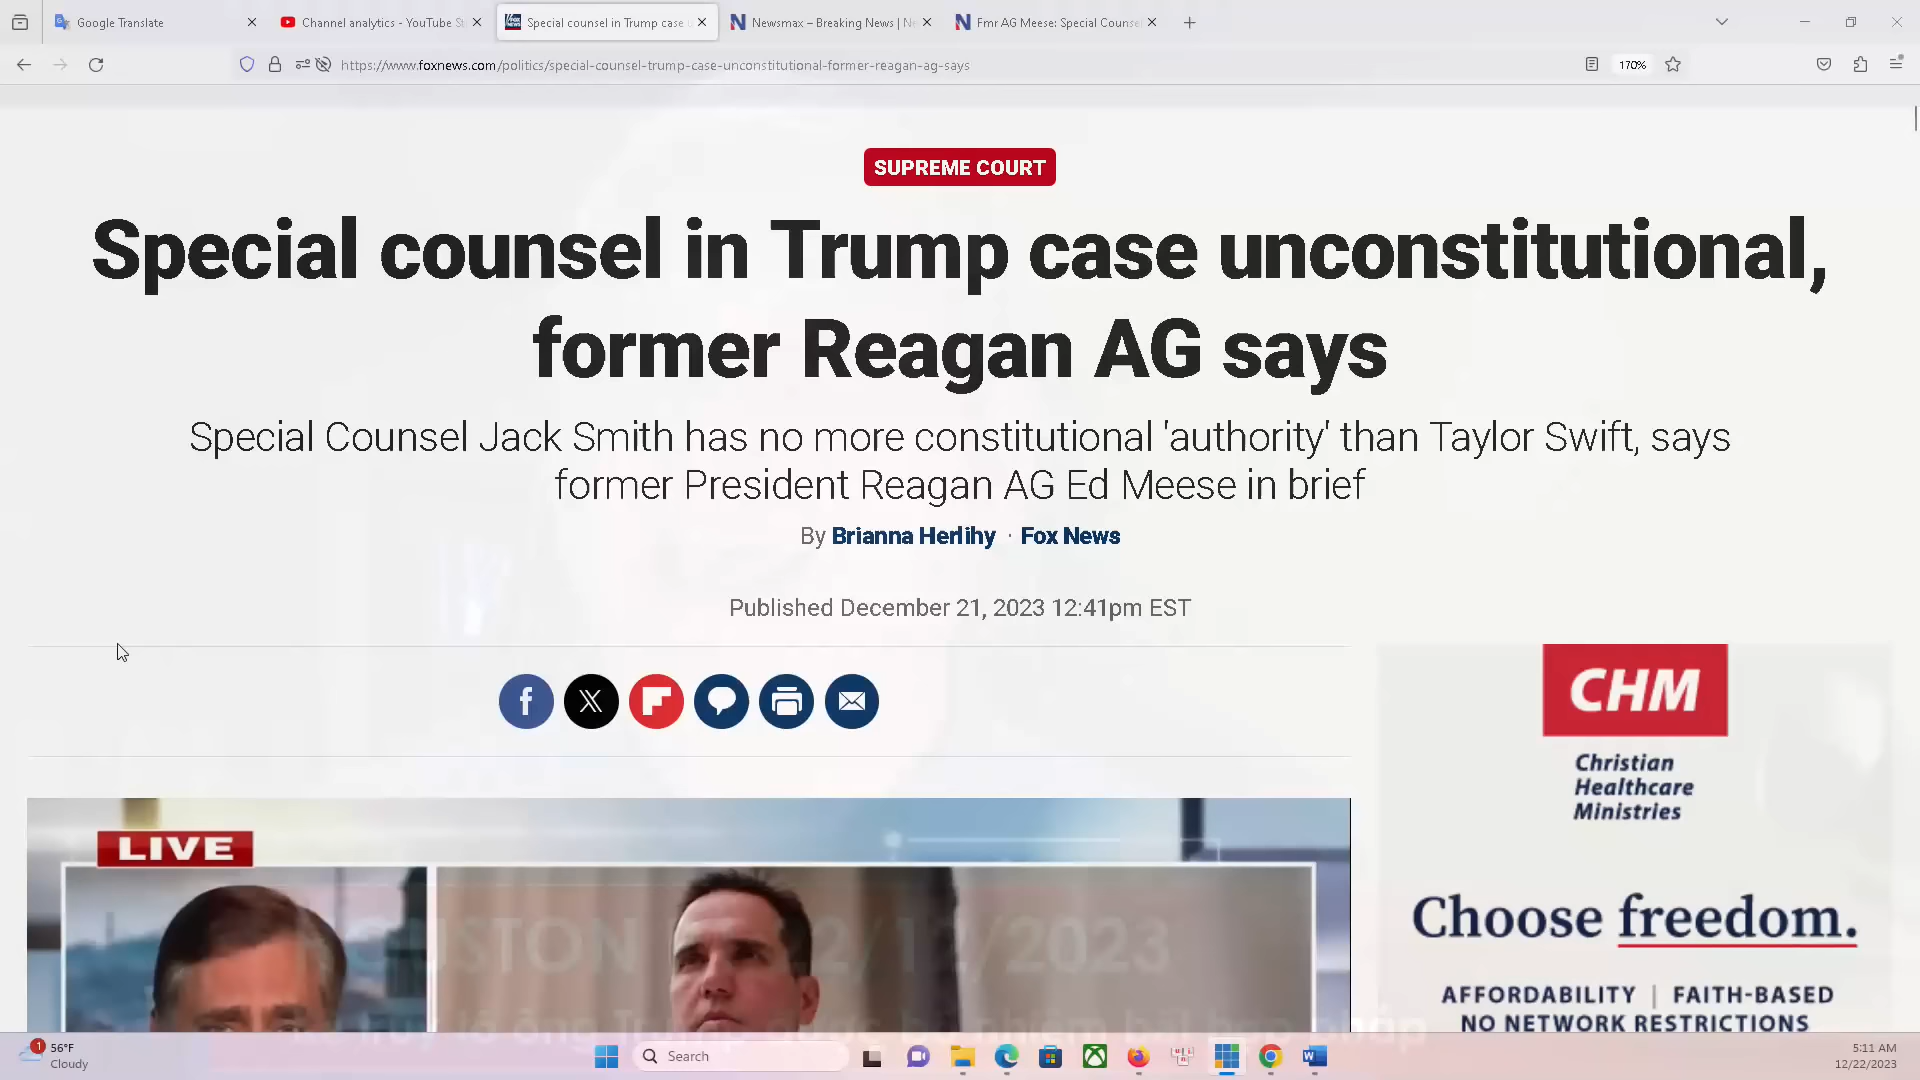 Google Translate
Channel analytics - YouTube S
Special counsel in Trump case
Newsmax – Breaking News | Ne
Fmr AG Meese: Special Counse
https://www.foxnews.com/politics/special-counsel-trump-case-unconstitutional-former-reagan-ag-says
170%
SUPREME COURT
Special counsel in Trump case unconstitutional,
former Reagan AG says
Special Counsel Jack Smith has no more constitutional 'authority' than Taylor Swift, says
former President Reagan AG Ed Meese in brief
By Brianna Herlihy · Fox News
Published December 21, 2023 12:41pm EST
CHM
Christian
Healthcare
Ministries
Choose freedom.
AFFORDABILITY | FAITH-BASED
NO NETWORK RESTRICTIONS
LIVE
1
56°F
Cloudy
Search
5:11 AM
12/22/2023